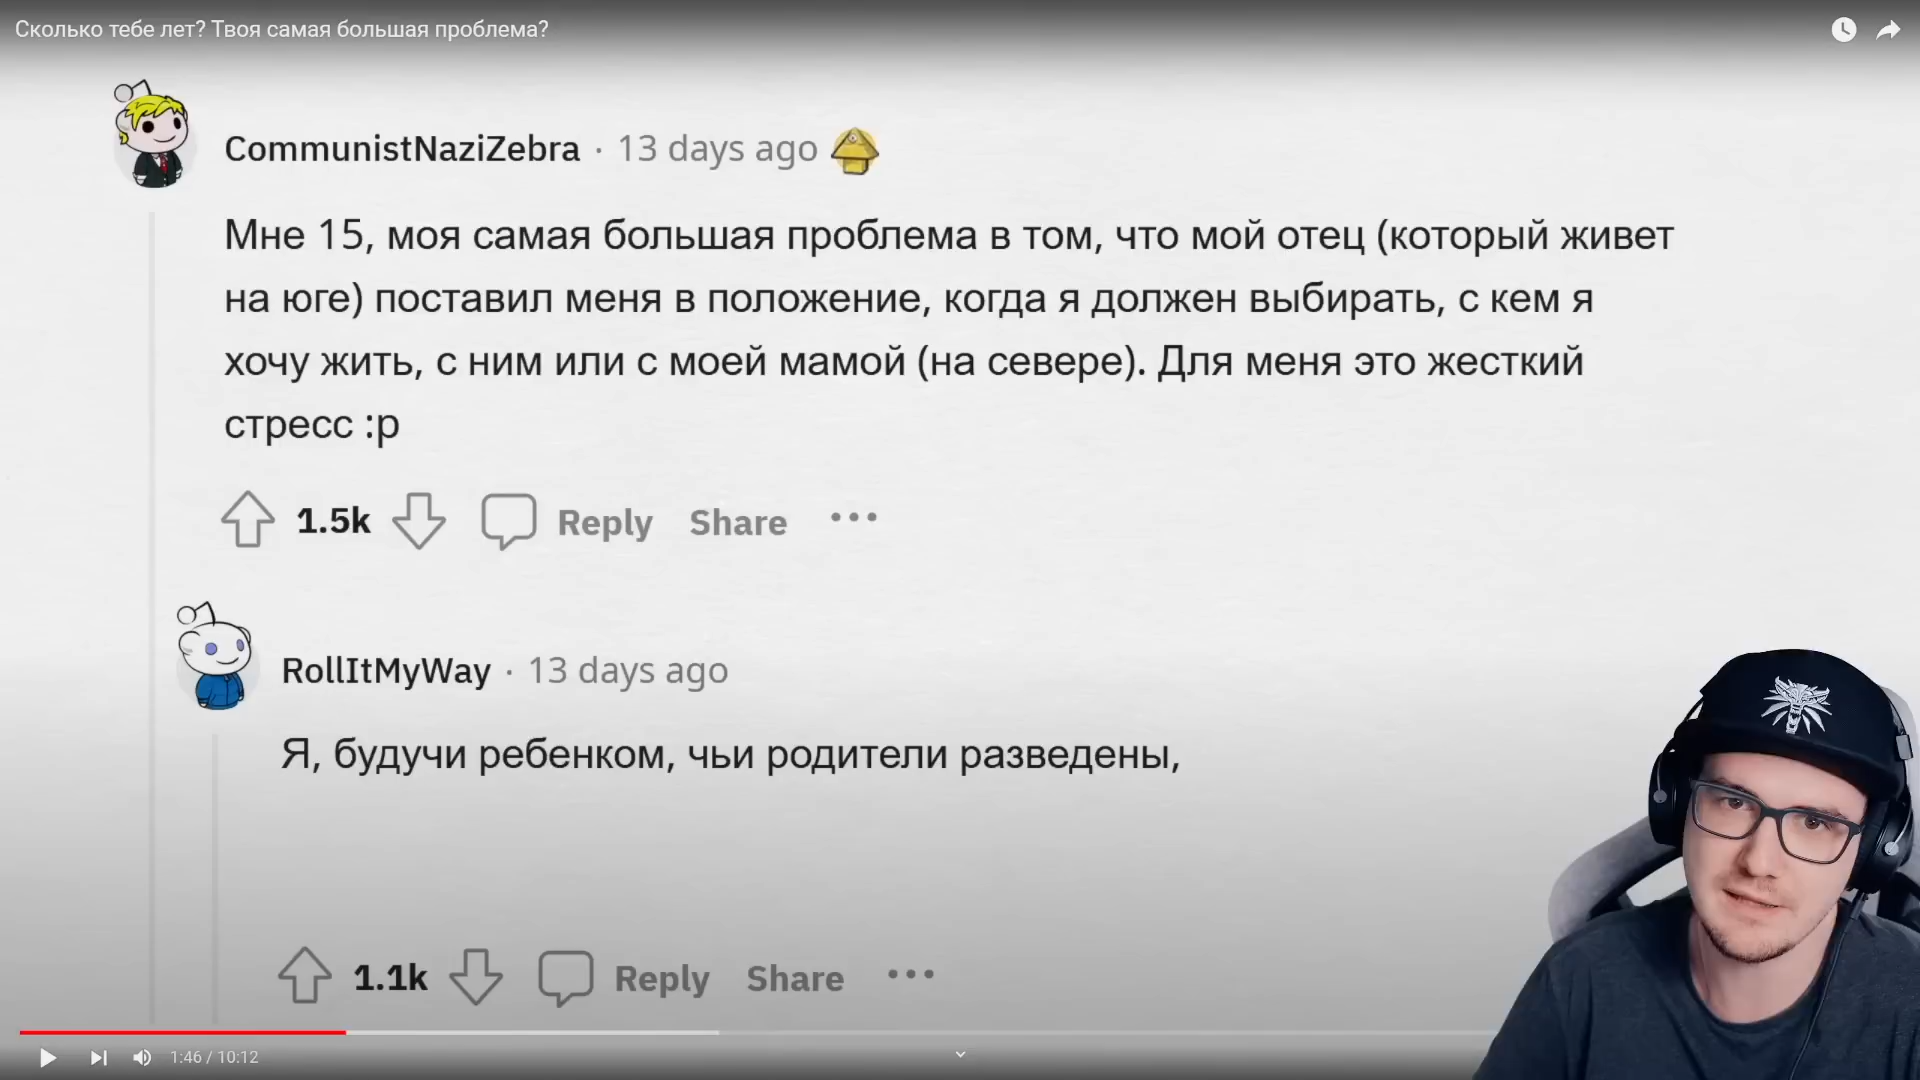 Сколько тебе лет? Твоя самая большая проблема?
CommunistNaziZebra · 13 days ago
Мне 15, моя самая большая проблема в том, что мой отец (который живет
на юге) поставил меня в положение, когда я должен выбирать, с кем я
хочу жить, с ним или с моей мамой (на севере). Для меня это жесткий
стресс :р
1.5k Reply Share ···
RollItMyWay · 13 days ago
Я, будучи ребенком, чьи родители разведены,
1.1k Reply Share ···
1:46 / 10:12